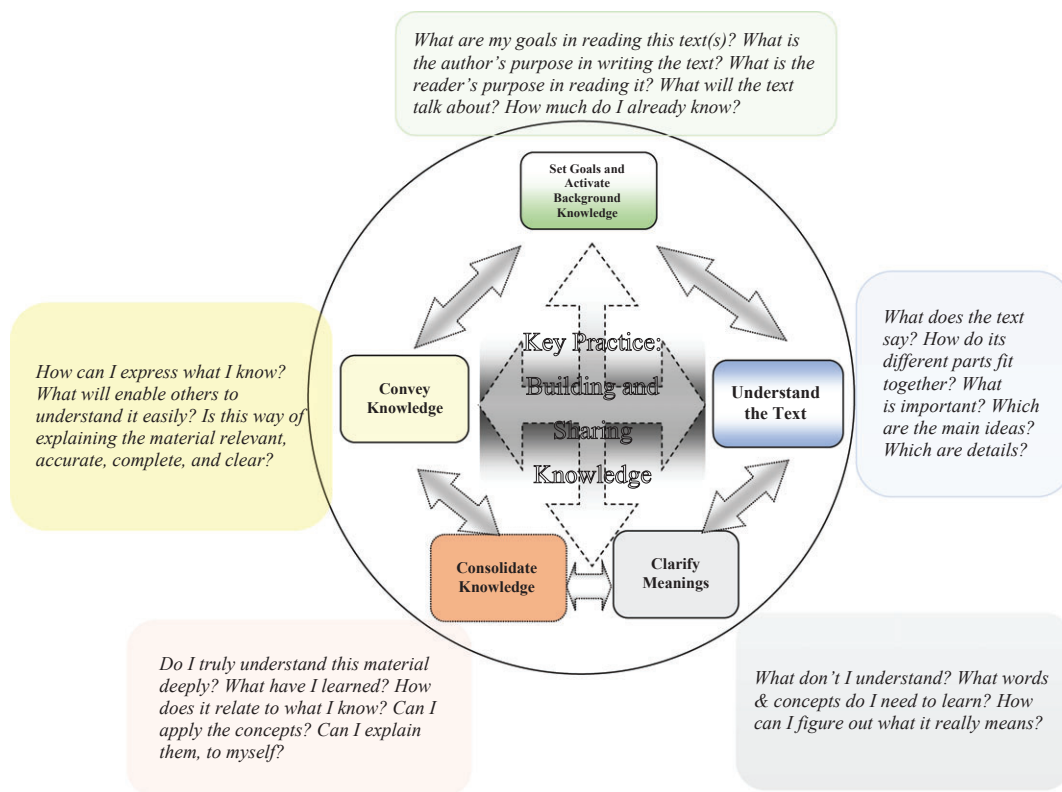 What are my goals in reading this text(s)? What is
the author’s purpose in writing the text? What is the
reader’s purpose in reading it? What will the text
talk about? How much do I already know?
Set Goals and
Activate
Background
Knowledge
What does the text
say? How do its
different parts fit
together? What
is important? Which
are the main ideas?
Which are details?
How can I express what I know?
What will enable others to
understand it easily? Is this way of
explaining the material relevant,
accurate, complete, and clear?
Convey
Knowledge
Key Practice:
Building and
Sharing
Knowledge
Understand
the Text
Consolidate
Knowledge
Clarify
Meanings
Do I truly understand this material
deeply? What have I learned? How
does it relate to what I know? Can I
apply the concepts? Can I explain
them, to myself?
What don’t I understand? What words
& concepts do I need to learn? How
can I figure out what it really means?